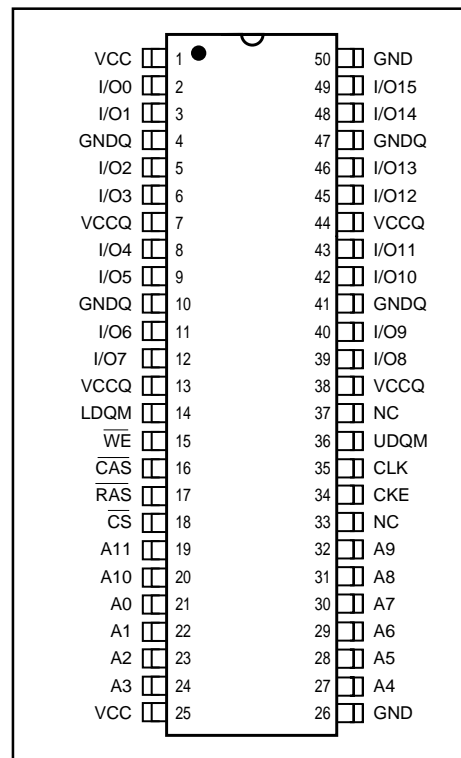 VCC 1 50 GND
I/O0 2 49 I/O15
I/O1 3 48 I/O14
GNDQ 4 47 GNDQ
I/O2 5 46 I/O13
I/O3 6 45 I/O12
VCCQ 7 44 VCCQ
I/O4 8 43 I/O11
I/O5 9 42 I/O10
GNDQ 10 41 GNDQ
I/O6 11 40 I/O9
I/O7 12 39 I/O8
VCCQ 13 38 VCCQ
LDQM 14 37 NC
WE 15 36 UDQM
CAS 16 35 CLK
RAS 17 34 CKE
CS 18 33 NC
A11 19 32 A9
A10 20 31 A8
A0 21 30 A7
A1 22 29 A6
A2 23 28 A5
A3 24 27 A4
VCC 25 26 GND